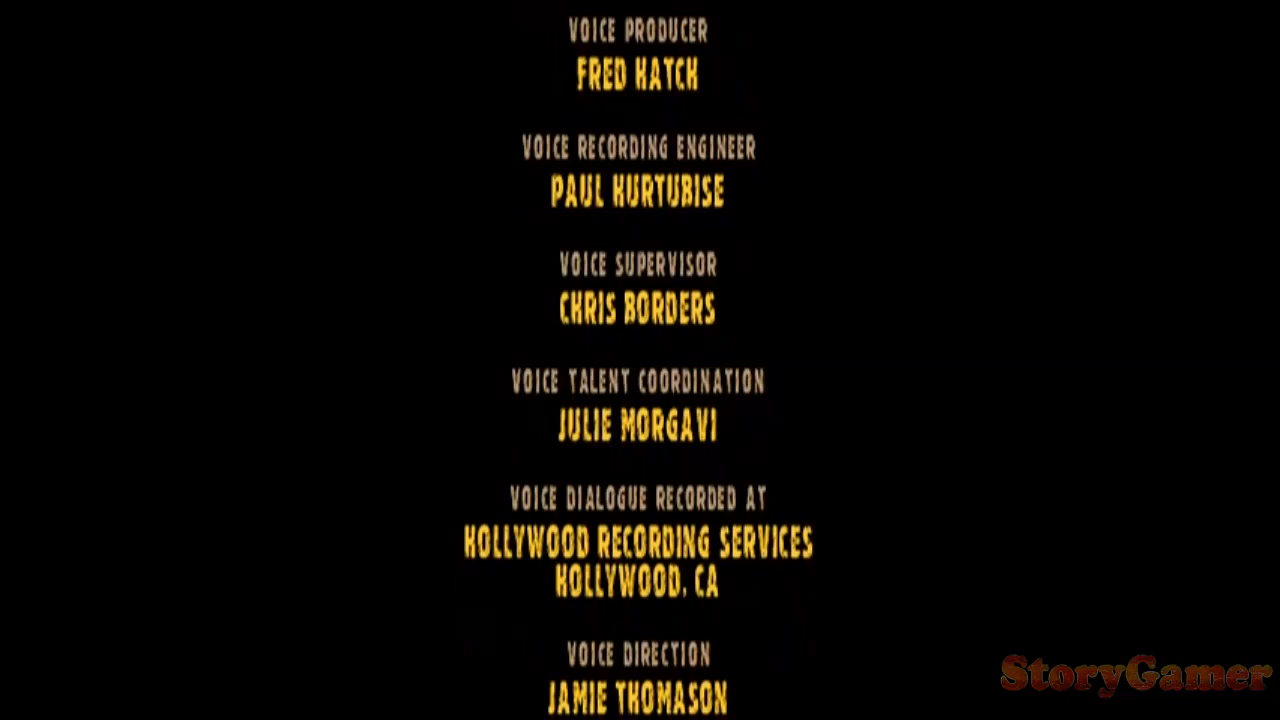 VOICE PRODUCER
FRED HATCH
VOICE RECORDING ENGINEER
PAUL HURTUBISE
VOICE SUPERVISOR
CHRIS BORDERS
VOICE TALENT COORDINATION
JULIE MORGAVI
VOICE DIALOGUE RECORDED AT
HOLLYWOOD RECORDING SERVICES
HOLLYWOOD, CA
VOICE DIRECTION
JAMIE THOMASON
StoryGamer